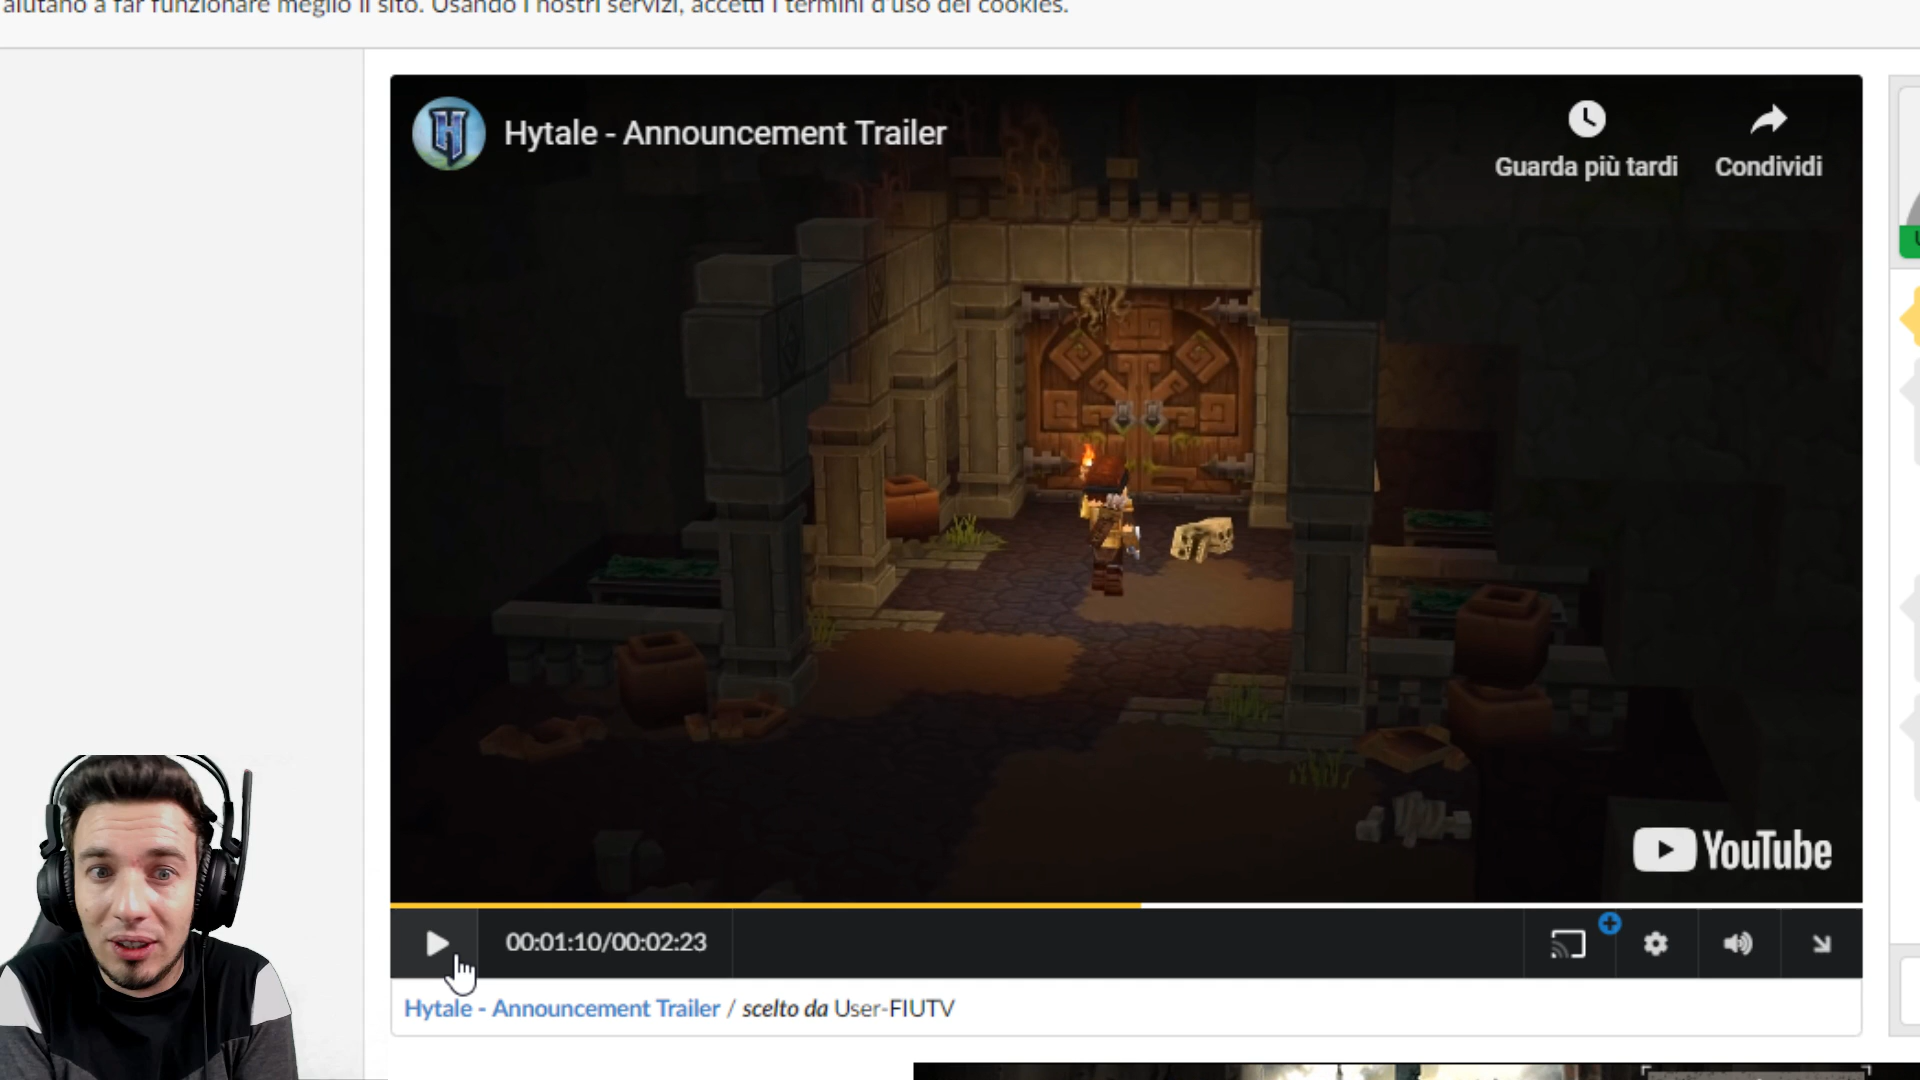 aiutano a far funzionare meglio il sito. Usando i nostri servizi, accetti i termini d'uso dei cookies.
Hytale - Announcement Trailer
Guarda più tardi
Condividi
YouTube
00:01:10/00:02:23
Hytale - Announcement Trailer / scelto da User-FIUTV